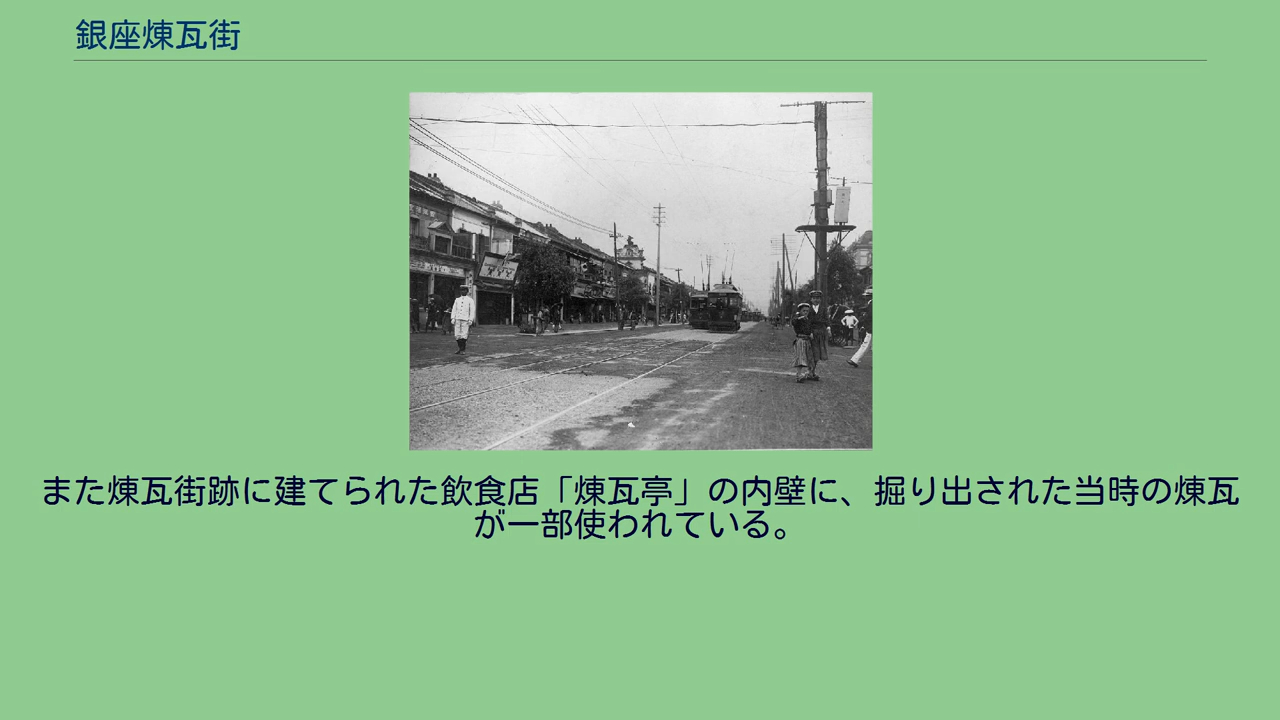 銀座煉瓦街
また煉瓦街跡に建てられた飲食店「煉瓦亭」の内壁に、掘り出された当時の煉瓦
が一部使われている。